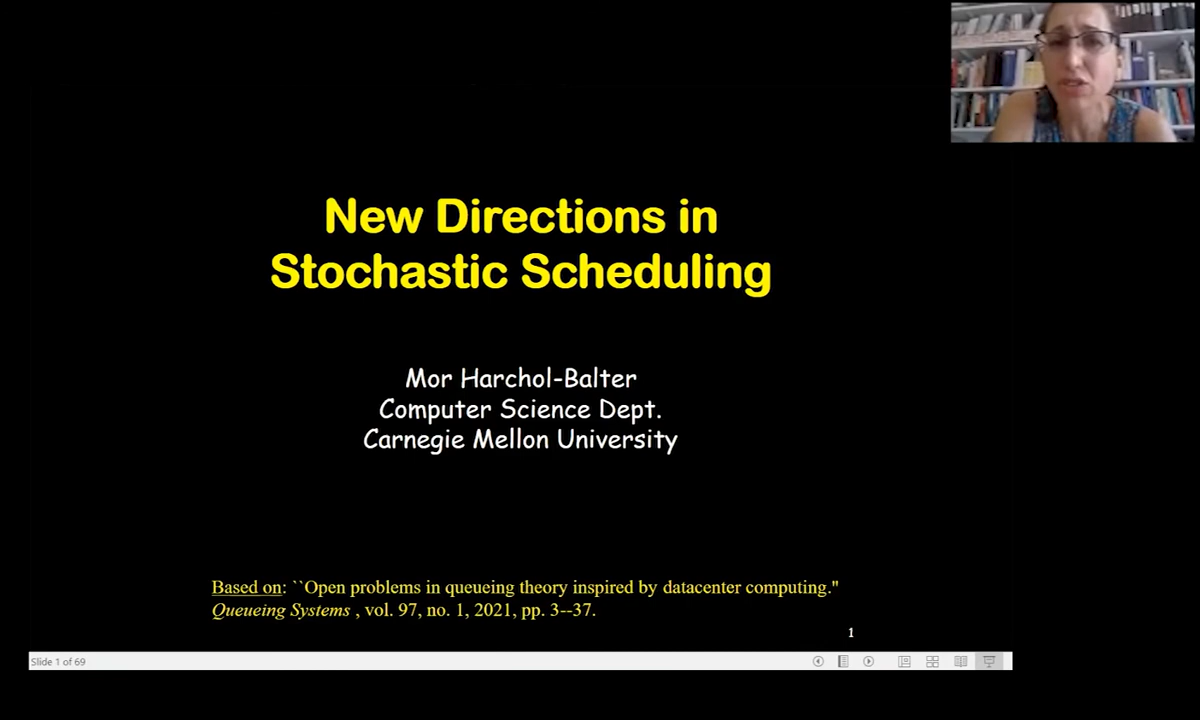 New Directions in
Stochastic Scheduling
Mor Harchol-Balter
Computer Science Dept.
Carnegie Mellon University
Based on: ``Open problems in queueing theory inspired by datacenter computing."
Queueing Systems , vol. 97, no. 1, 2021, pp. 3--37.
1
Slide 1 of 69